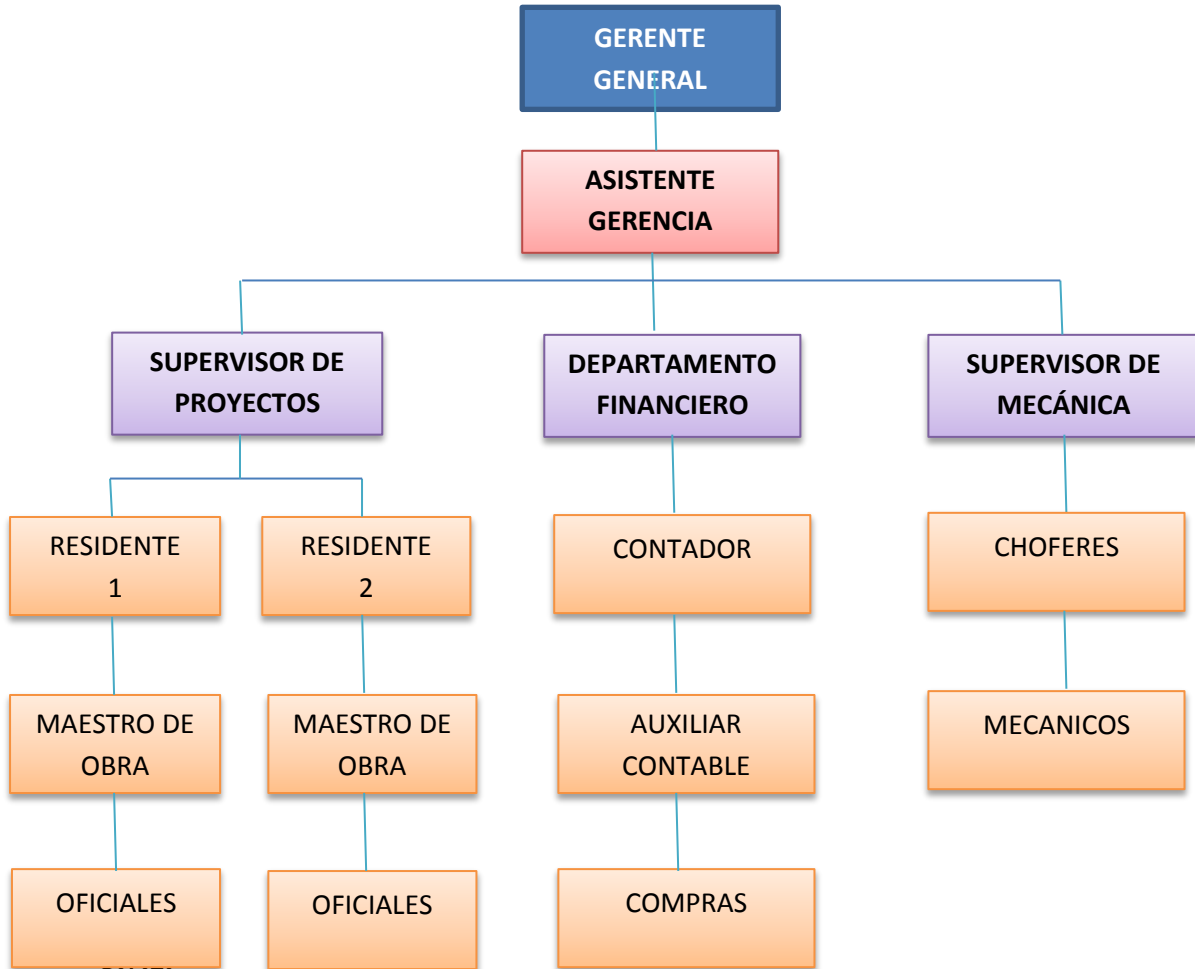 GERENTE
GENERAL
ASISTENTE
GERENCIA
SUPERVISOR DE
PROYECTOS
DEPARTAMENTO
FINANCIERO
SUPERVISOR DE
MECÁNICA
RESIDENTE
1
RESIDENTE
2
CONTADOR
CHOFERES
MAESTRO DE
OBRA
MAESTRO DE
OBRA
AUXILIAR
CONTABLE
MECANICOS
OFICIALES
OFICIALES
COMPRAS